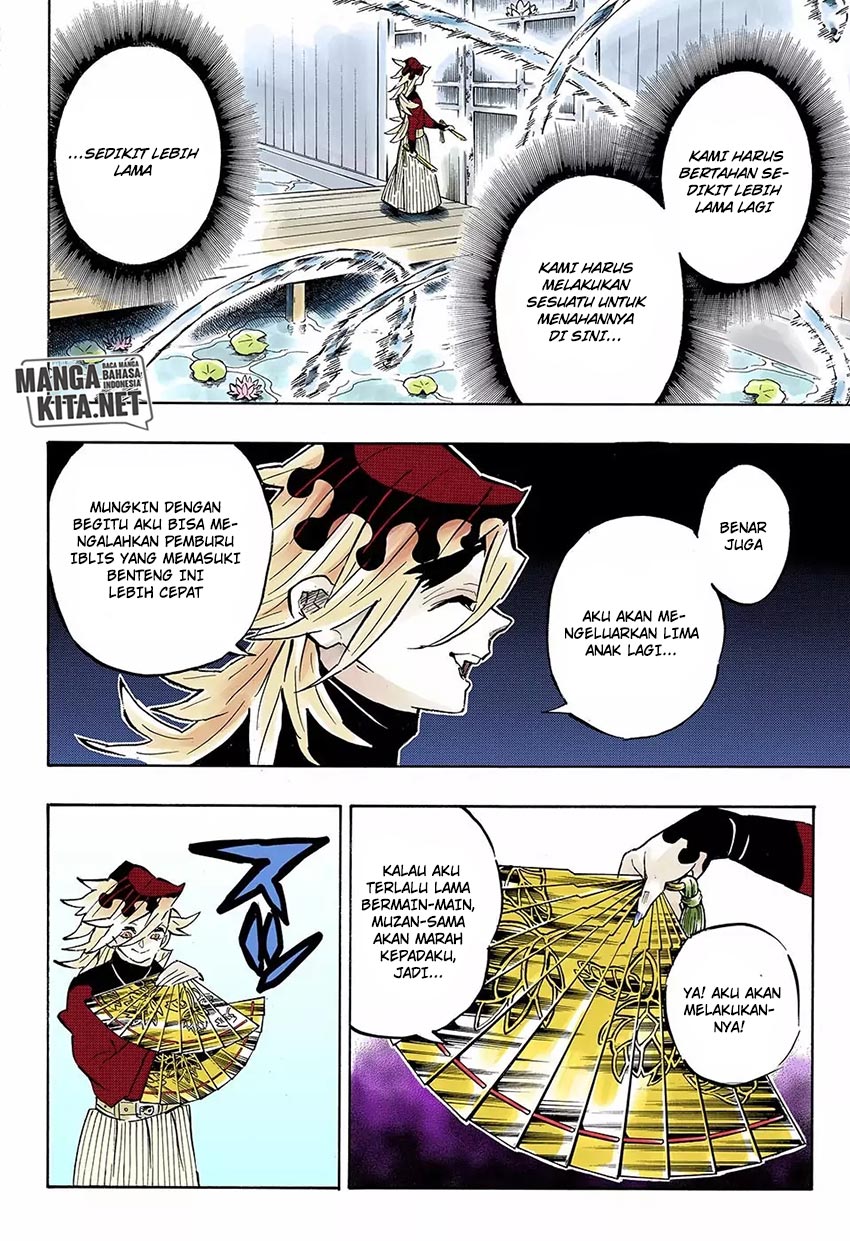 KAMI HARUS
BERTAHAN SE-
DIKIT LEBIH
LAMA LAGI
KAMI HARUS
MELAKUKAN
SESUATU UNTUK
MENAHANNYA
DI SINI...
...SEDIKIT LEBIH
LAMA
MANGA
KITA.NET
BACA MANGA
BAHASA
INDONESIA
BENAR
JUGA
AKU AKAN ME-
NGELUARKAN LIMA
ANAK LAGI...
MUNGKIN DENGAN
BEGITU AKU BISA ME-
NGALAHKAN PEMBURU
IBLIS YANG MEMASUKI
BENTENG INI
LEBIH CEPAT
KALAU AKU
TERLALU LAMA
BERMAIN-MAIN,
MUZAN-SAMA
AKAN MARAH
KEPADAKU,
JADI...
YA! AKU AKAN
MELAKUKAN-
NYA!
スッ